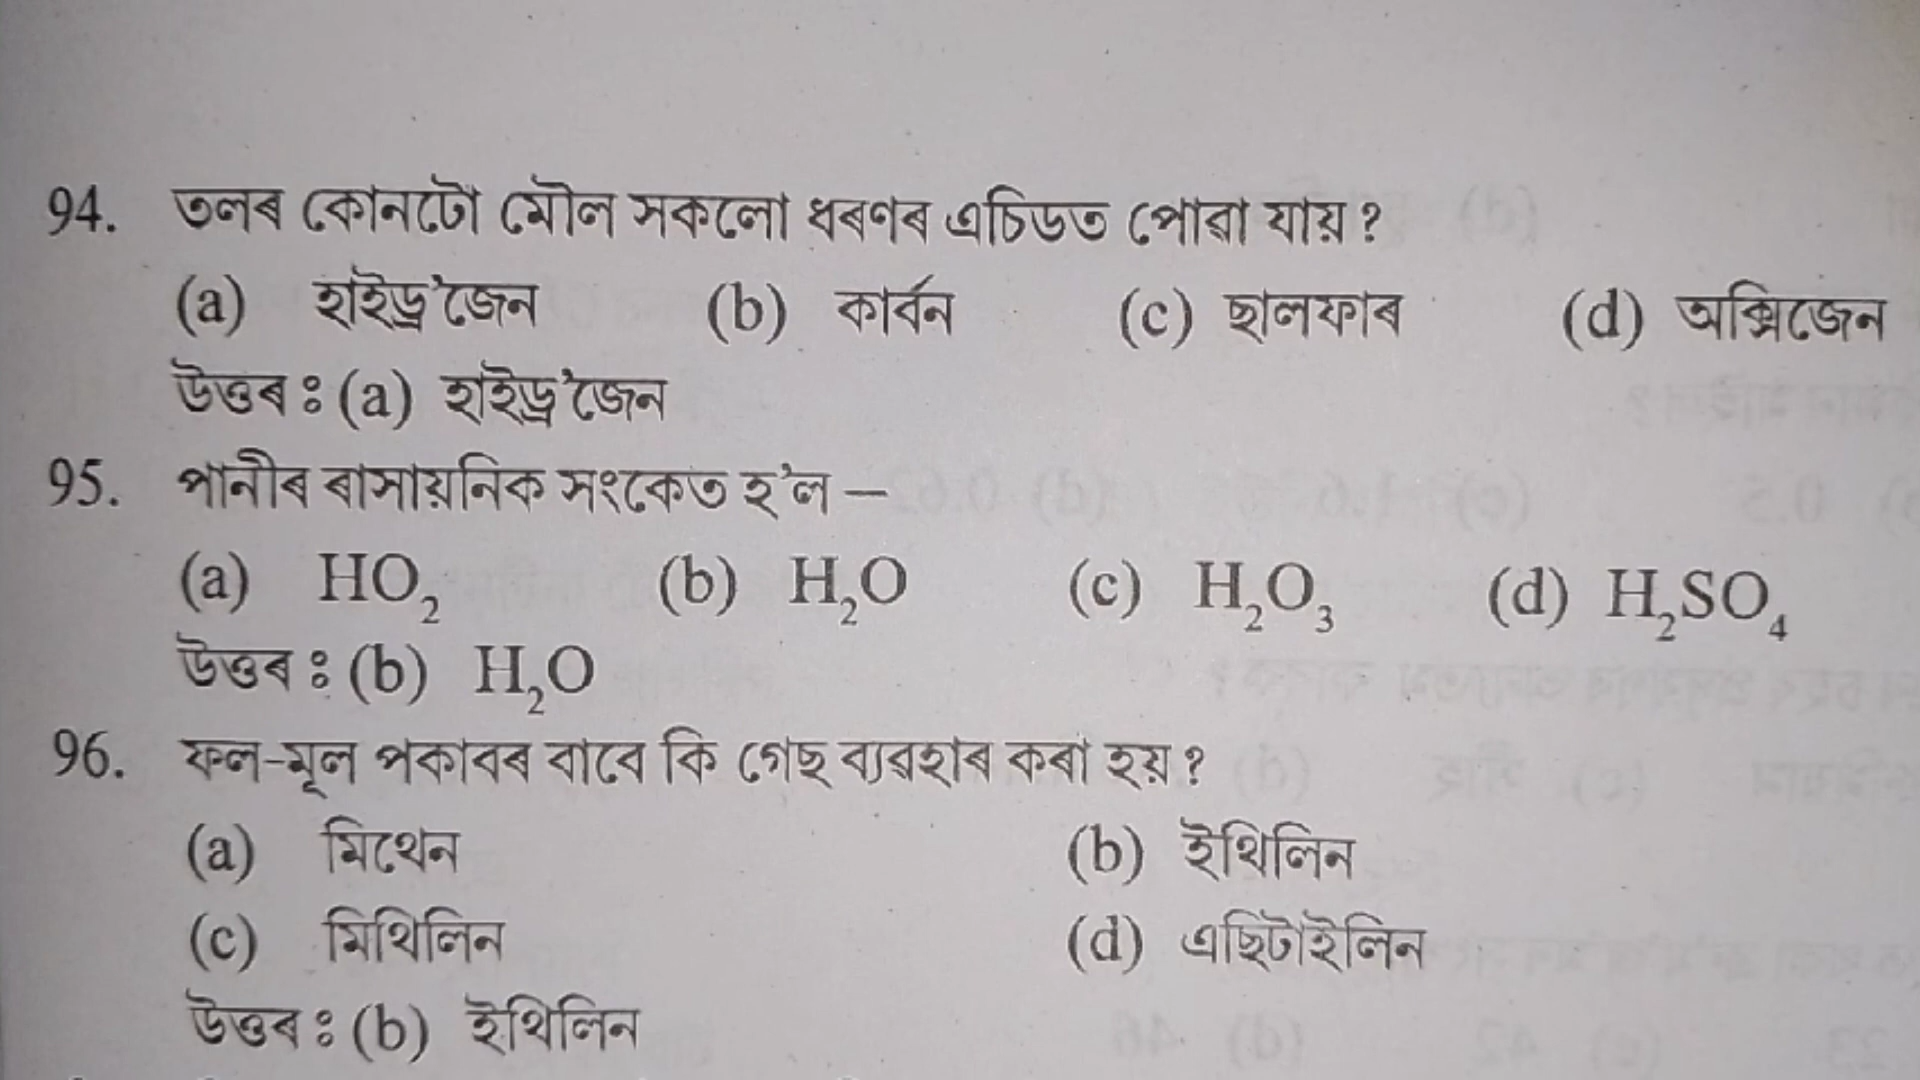 94. তলৰ কোনটো মৌল সকলো ধৰণৰ এচিডত পোৱা যায়?
(a) হাইড্ৰ'জেন (b) কাৰ্বন (c) ছালফাৰ (d) অক্সিজেন
উত্তৰঃ (a) হাইড্ৰ'জেন
95. পানীৰ ৰাসায়নিক সংকেত হ'ল –
(a) HO₂ (b) H₂O (c) H₂O₃ (d) H₂SO₄
উত্তৰঃ (b) H₂O
96. ফল-মূল পকাবৰ বাবে কি গেছ ব্যৱহাৰ কৰা হয়?
(a) মিথেন (b) ইথিলিন
(c) মিথিলিন (d) এছিটাইলিন
উত্তৰঃ (b) ইথিলিন